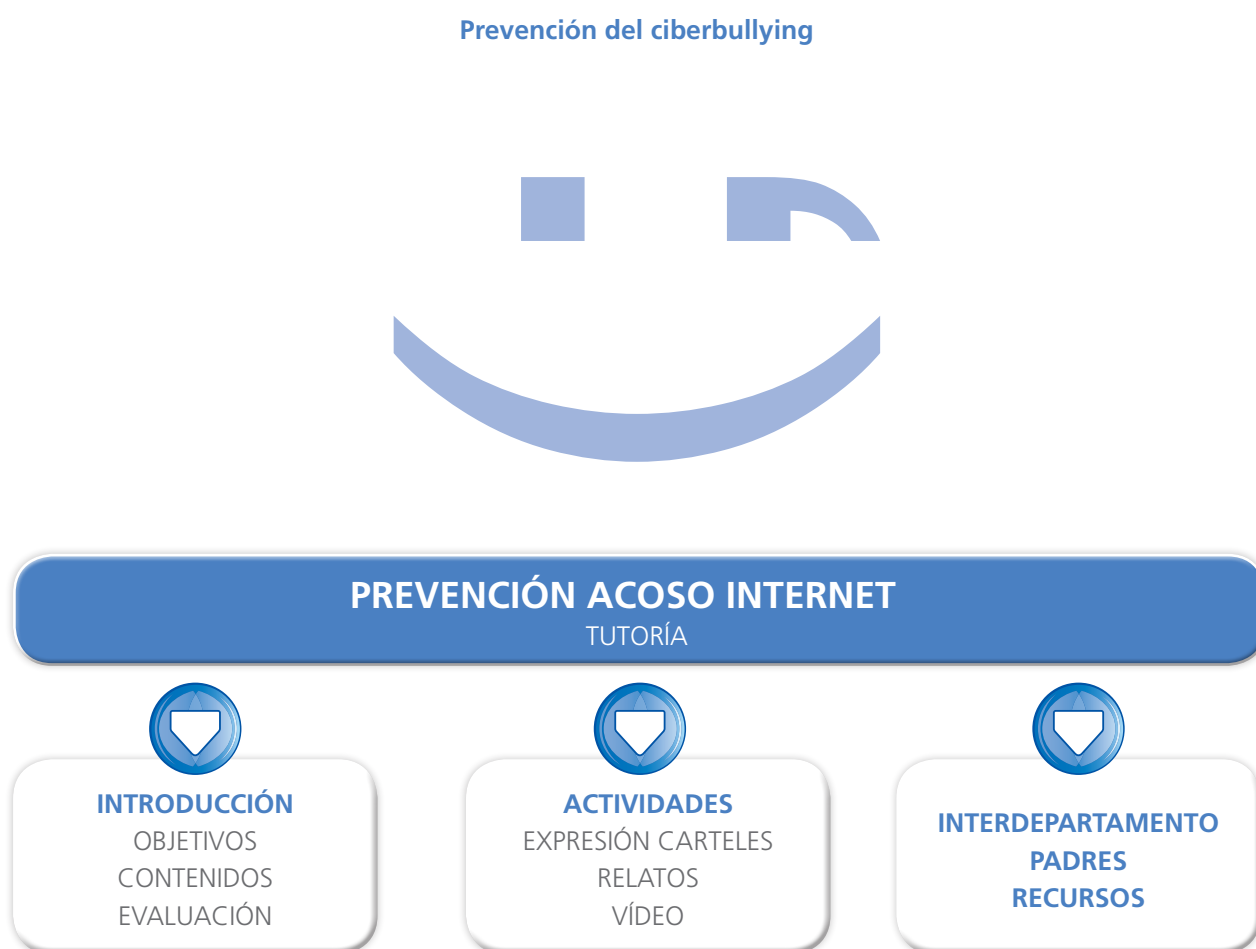 Prevención del ciberbullying
PREVENCIÓN ACOSO INTERNET
TUTORÍA
INTRODUCCIÓN
OBJETIVOS
CONTENIDOS
EVALUACIÓN
ACTIVIDADES
EXPRESIÓN CARTELES
RELATOS
VÍDEO
INTERDEPARTAMENTO
PADRES
RECURSOS